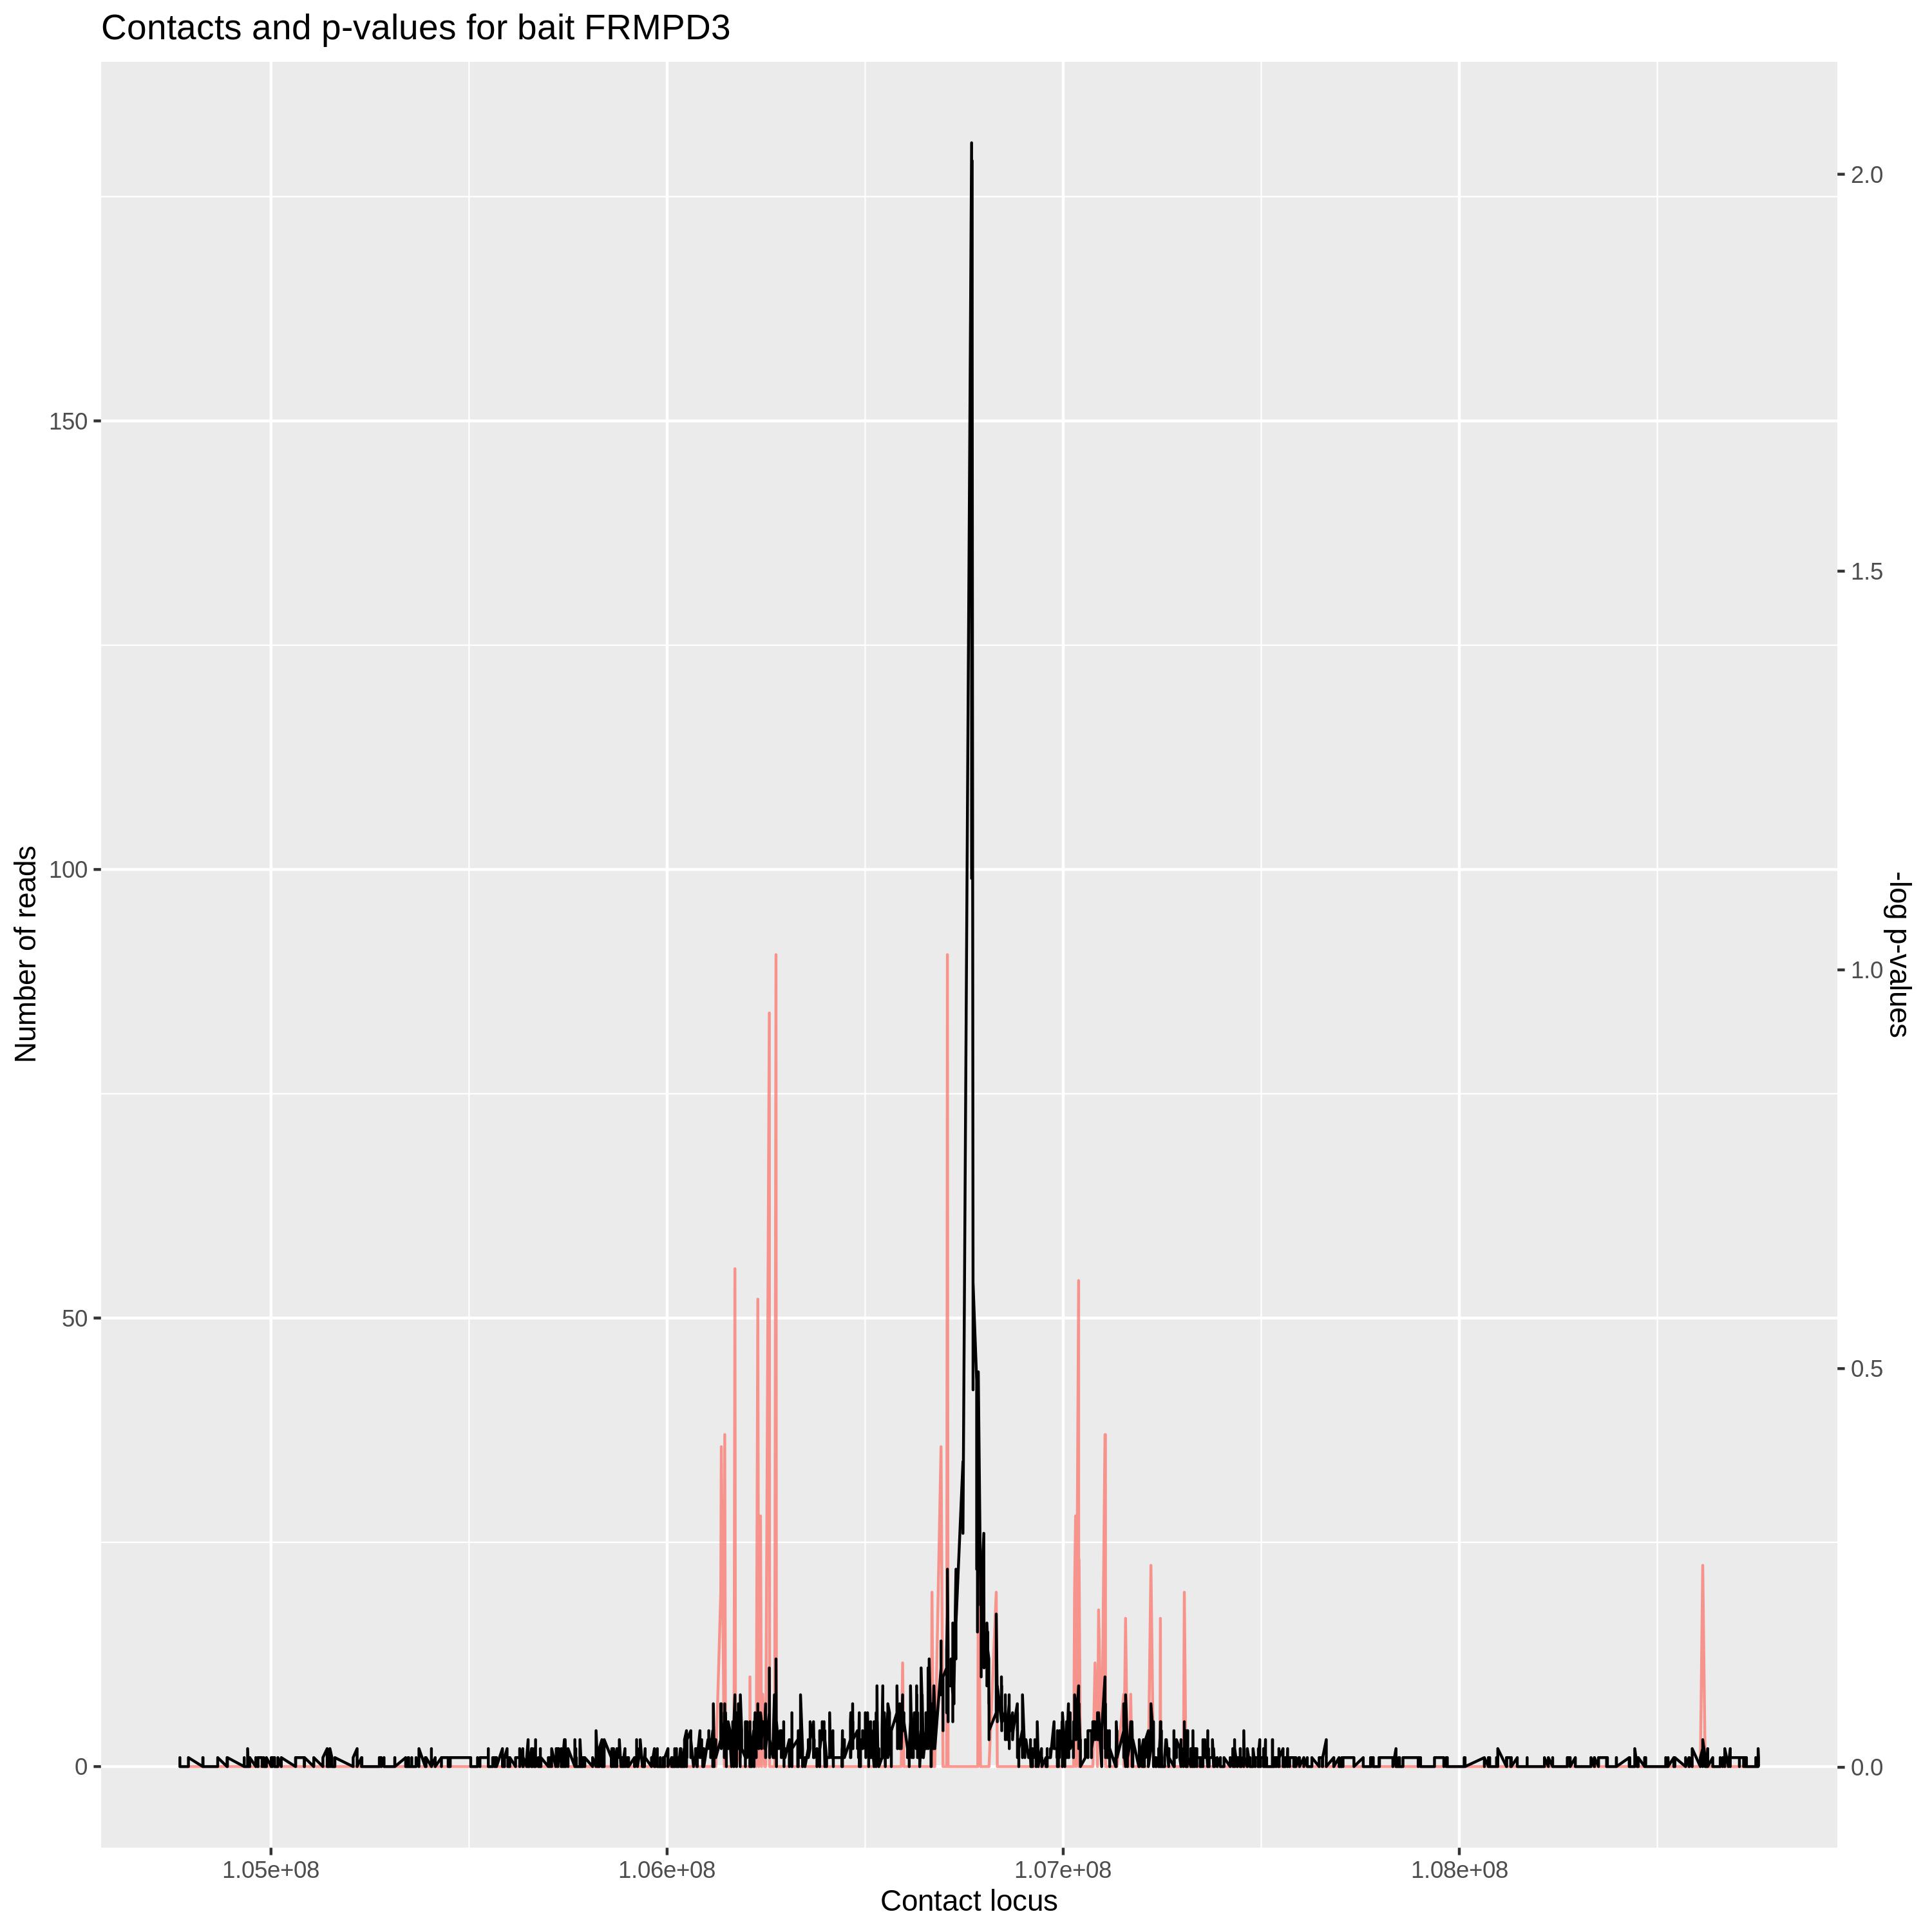 Contacts and p-values for bait FRMPD3
150
100
50
0
Number of reads
2.0
1.5
1.0
0.5
0.0
-log p-values
1.05e+08
1.06e+08
1.07e+08
1.08e+08
Contact locus